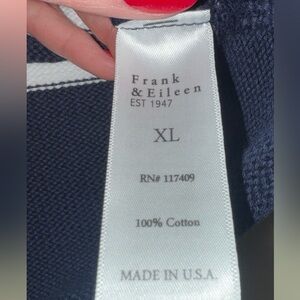 Frank
& Eileen
EST 1947
XL
RN# 117409
100% Cotton
MADE IN U.S.A.